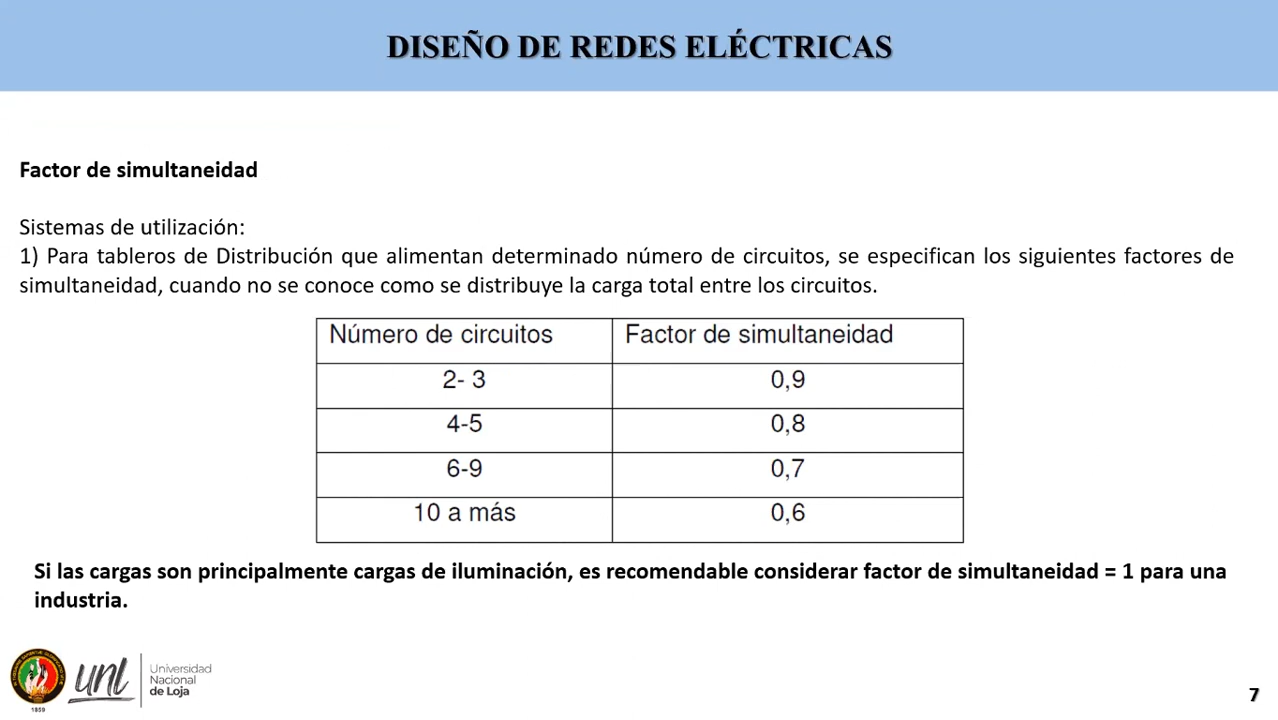 DISEÑO DE REDES ELÉCTRICAS
Factor de simultaneidad
Sistemas de utilización:
1) Para tableros de Distribución que alimentan determinado número de circuitos, se especifican los siguientes factores de
simultaneidad, cuando no se conoce como se distribuye la carga total entre los circuitos.
Número de circuitos Factor de simultaneidad
2- 3 0,9
4-5 0,8
6-9 0,7
10 a más 0,6
Si las cargas son principalmente cargas de iluminación, es recomendable considerar factor de simultaneidad = 1 para una
industria.
unl
Universidad
Nacional
de Loja
1859
7